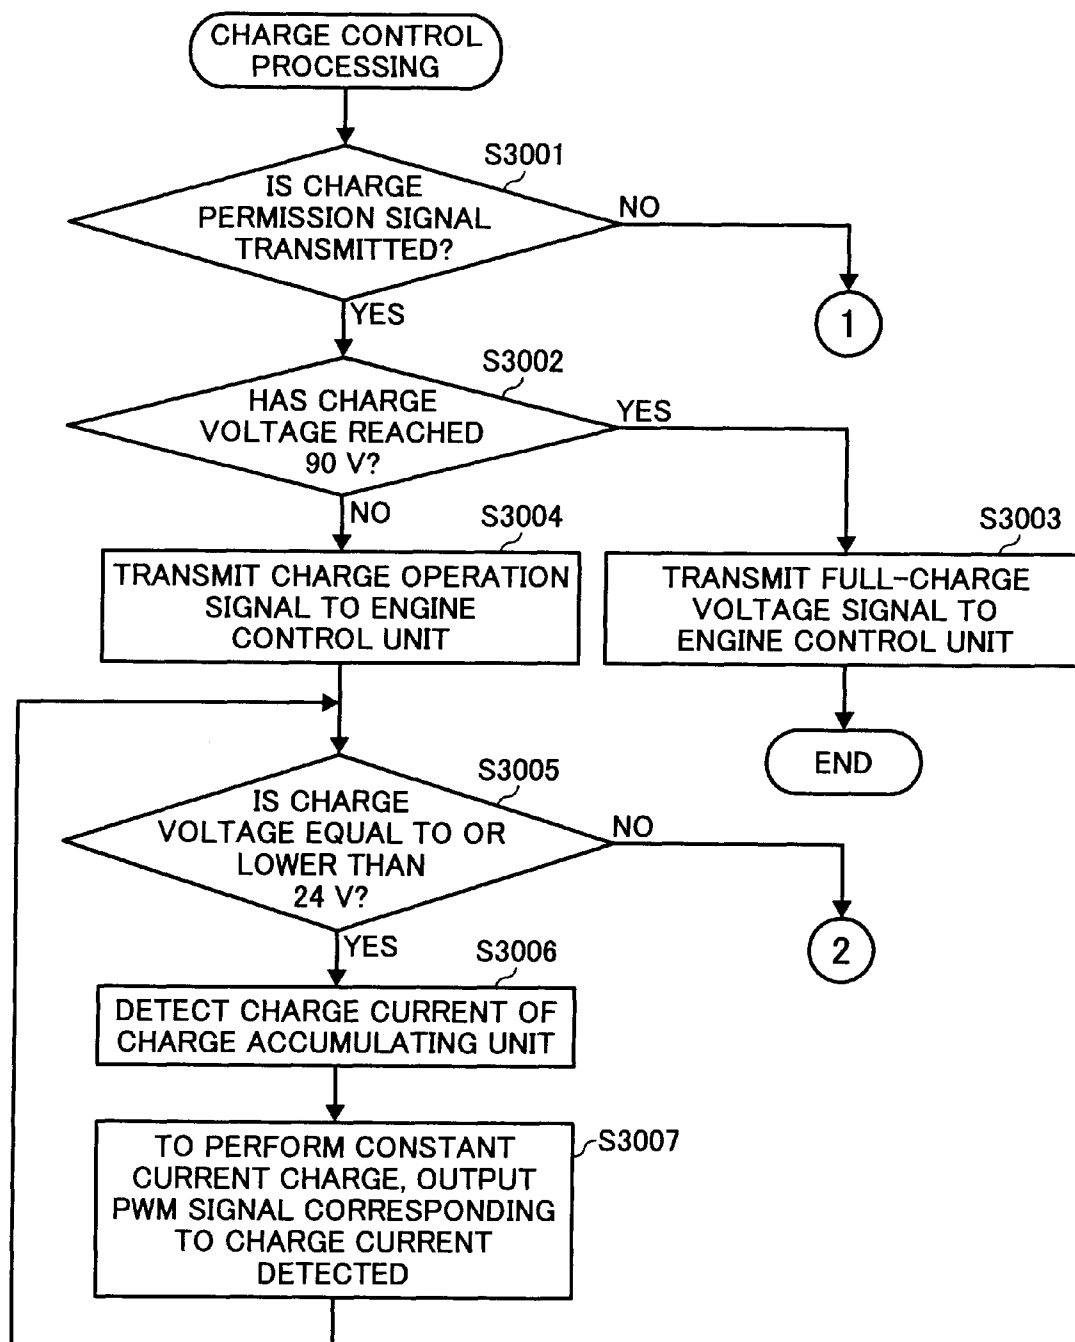 CHARGE CONTROL
PROCESSING
S3001
IS CHARGE
PERMISSION SIGNAL
TRANSMITTED?
NO
1
YES
S3002
HAS CHARGE
VOLTAGE REACHED
90 V?
YES
NO
S3004
TRANSMIT CHARGE OPERATION
SIGNAL TO ENGINE
CONTROL UNIT
S3003
TRANSMIT FULL-CHARGE
VOLTAGE SIGNAL TO
ENGINE CONTROL UNIT
END
S3005
IS CHARGE
VOLTAGE EQUAL TO OR
LOWER THAN
24 V?
NO
2
YES
S3006
DETECT CHARGE CURRENT OF
CHARGE ACCUMULATING UNIT
S3007
TO PERFORM CONSTANT
CURRENT CHARGE, OUTPUT
PWM SIGNAL CORRESPONDING
TO CHARGE CURRENT
DETECTED